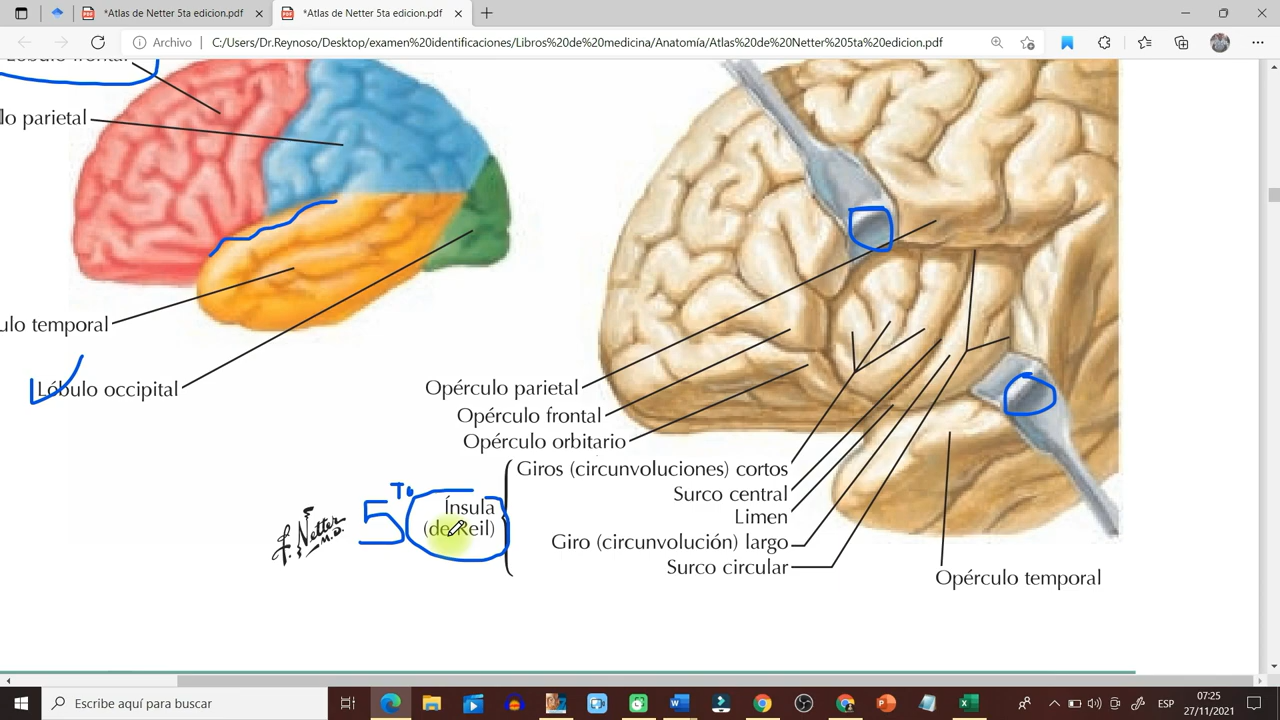 *Atlas de Netter 5ta edicion.pdf
*Atlas de Netter 5ta edicion.pdf
Archivo
C:/Users/Dr.Reynoso/Desktop/examen%20identificaciones/Libros%20de%20medicina/Anatomía/Atlas%20de%20Netter%205ta%20edicion.pdf
Lóbulo frontal
lo parietal
ulo temporal
Lóbulo occipital
Opérculo parietal
Opérculo frontal
Opérculo orbitario
Giros (circunvoluciones) cortos
Surco central
Limen
Giro (circunvolución) largo
Surco circular
5 To
Ínsula
(de Reil)
f. Netter
M.D.
Opérculo temporal
Escribe aquí para buscar
ESP
07:25
27/11/2021